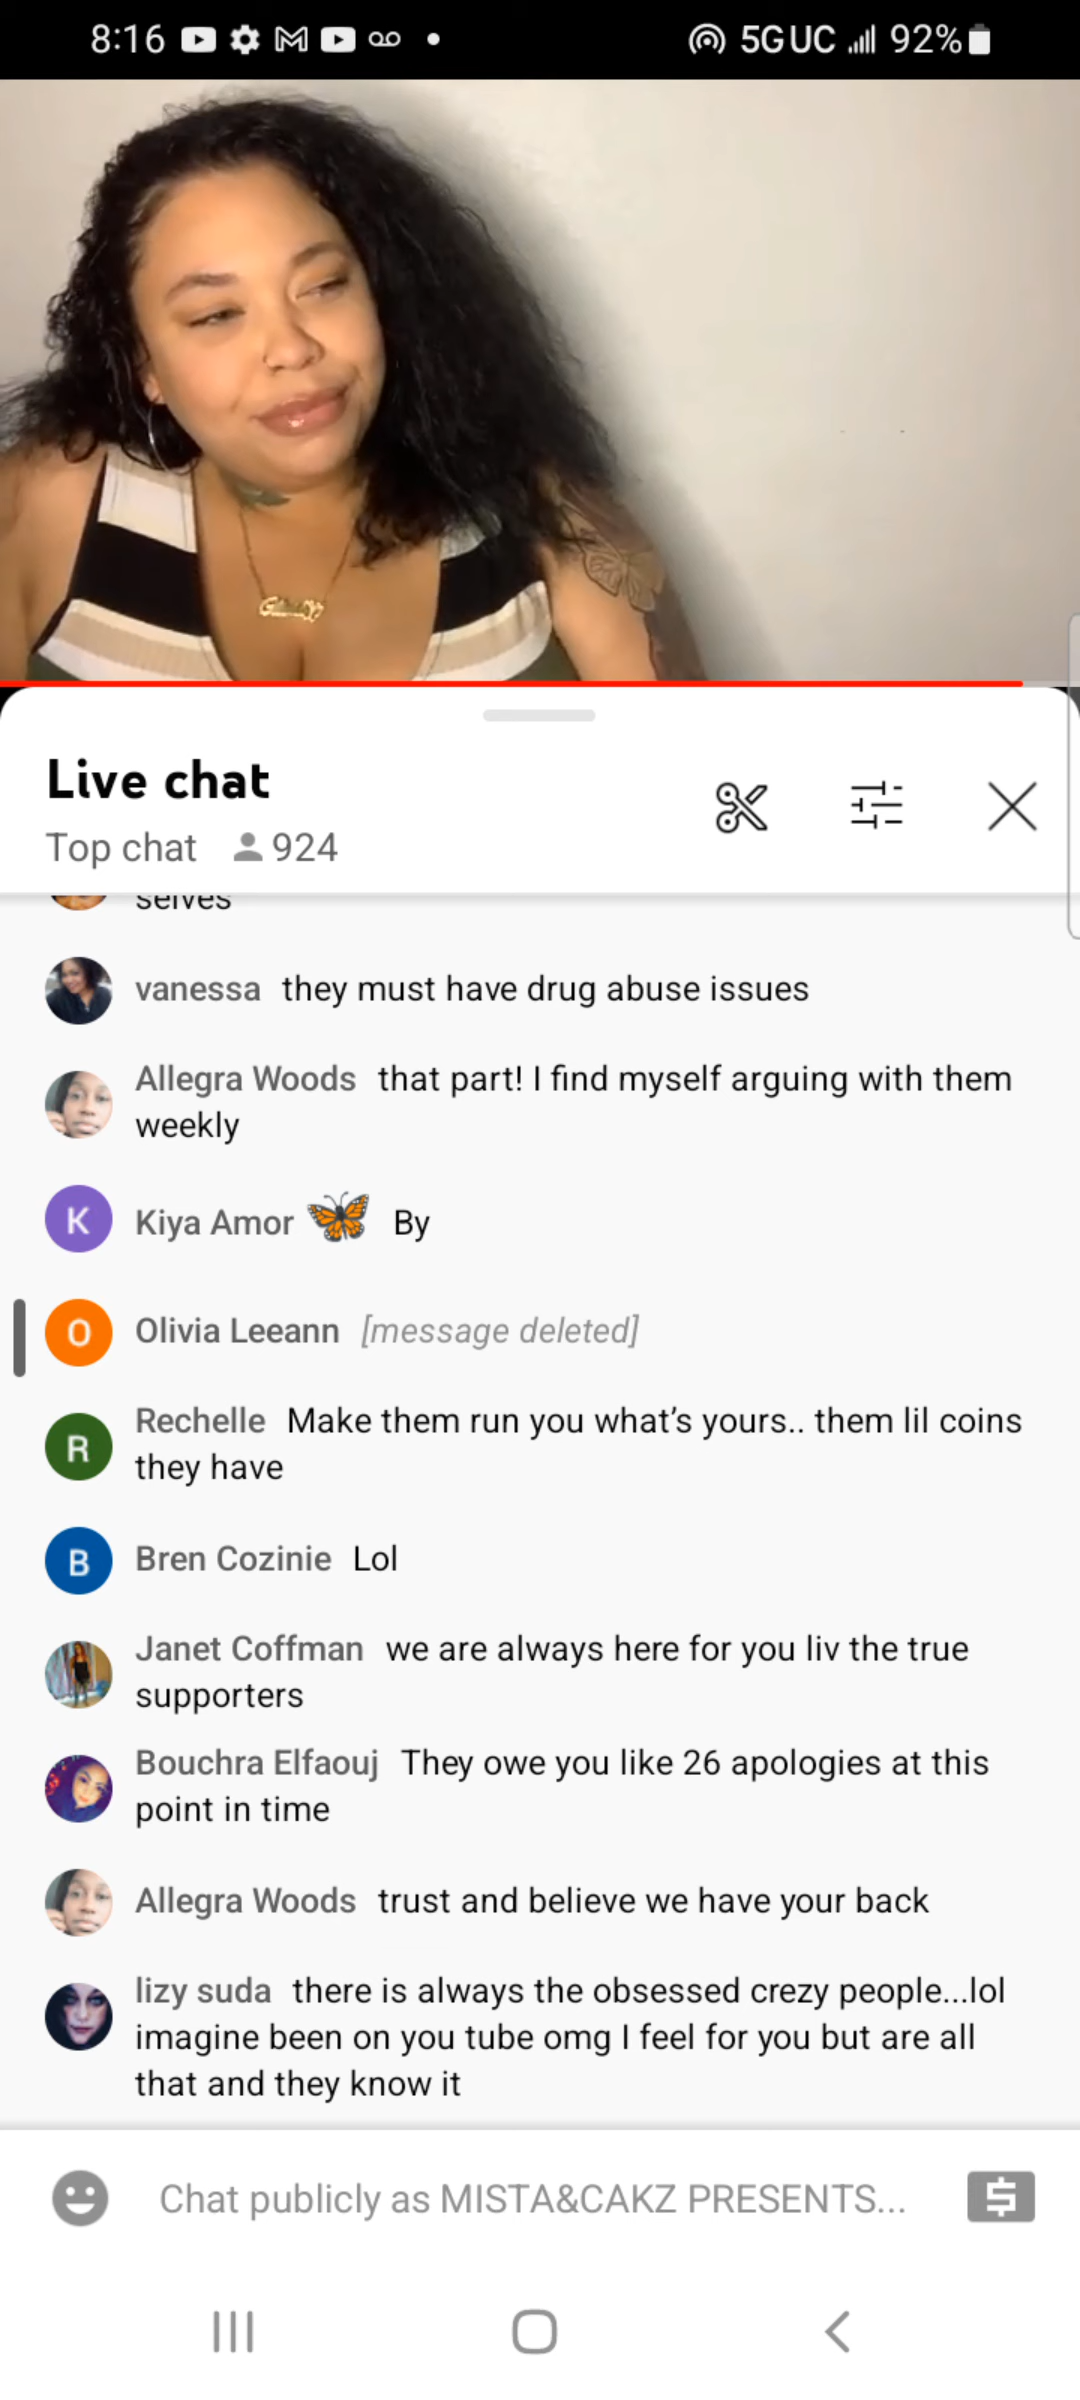 8:16 5GUC 92%
Live chat
Top chat 924
selves
vanessa they must have drug abuse issues
Allegra Woods that part! I find myself arguing with them
weekly
K Kiya Amor By
O Olivia Leeann [message deleted]
Rechelle Make them run you what’s yours.. them lil coins
R they have
B Bren Cozinie Lol
Janet Coffman we are always here for you liv the true
supporters
Bouchra Elfaouj They owe you like 26 apologies at this
point in time
Allegra Woods trust and believe we have your back
lizy suda there is always the obsessed crezy people...lol
imagine been on you tube omg I feel for you but are all
that and they know it
Chat publicly as MISTA&CAKZ PRESENTS... $